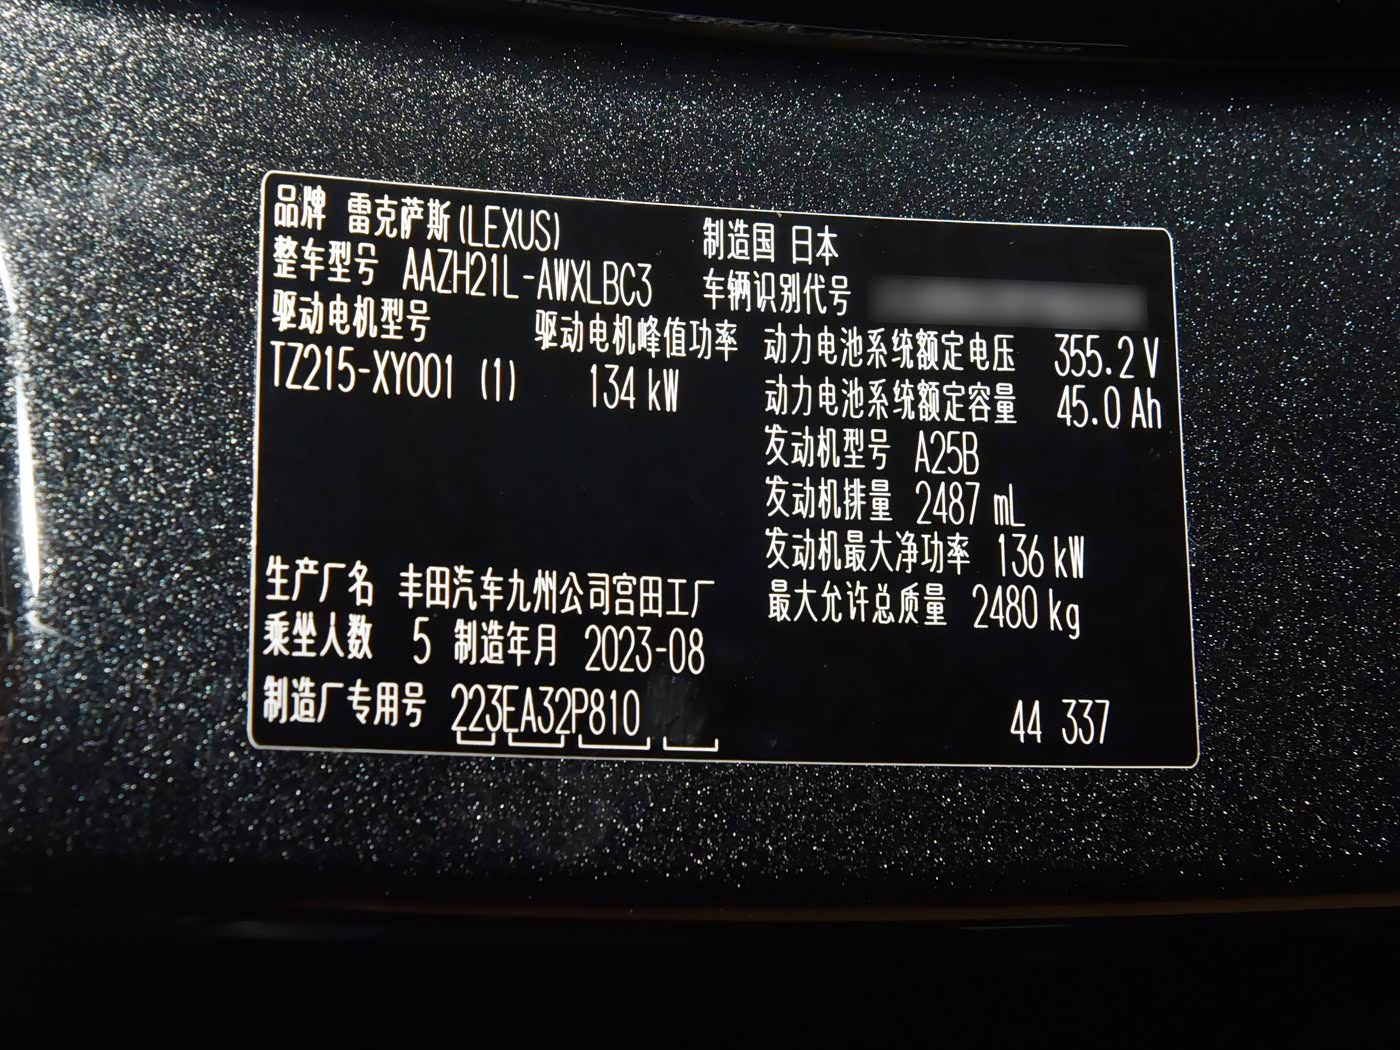 品牌 雷克萨斯(LEXUS) 制造国 日本
整车型号 AAZH21L-AWXLBC3 车辆识别代号
驱动电机型号 驱动电机峰值功率 动力电池系统额定电压 355.2 V
TZ215-XY001 (1) 134 kW 动力电池系统额定容量 45.0 Ah
发动机型号 A25B
发动机排量 2487 mL
发动机最大净功率 136 kW
生产厂名 丰田汽车九州公司宫田工厂 最大允许总质量 2480 kg
乘坐人数 5 制造年月 2023-08
制造厂专用号 223EA32P810 44 337